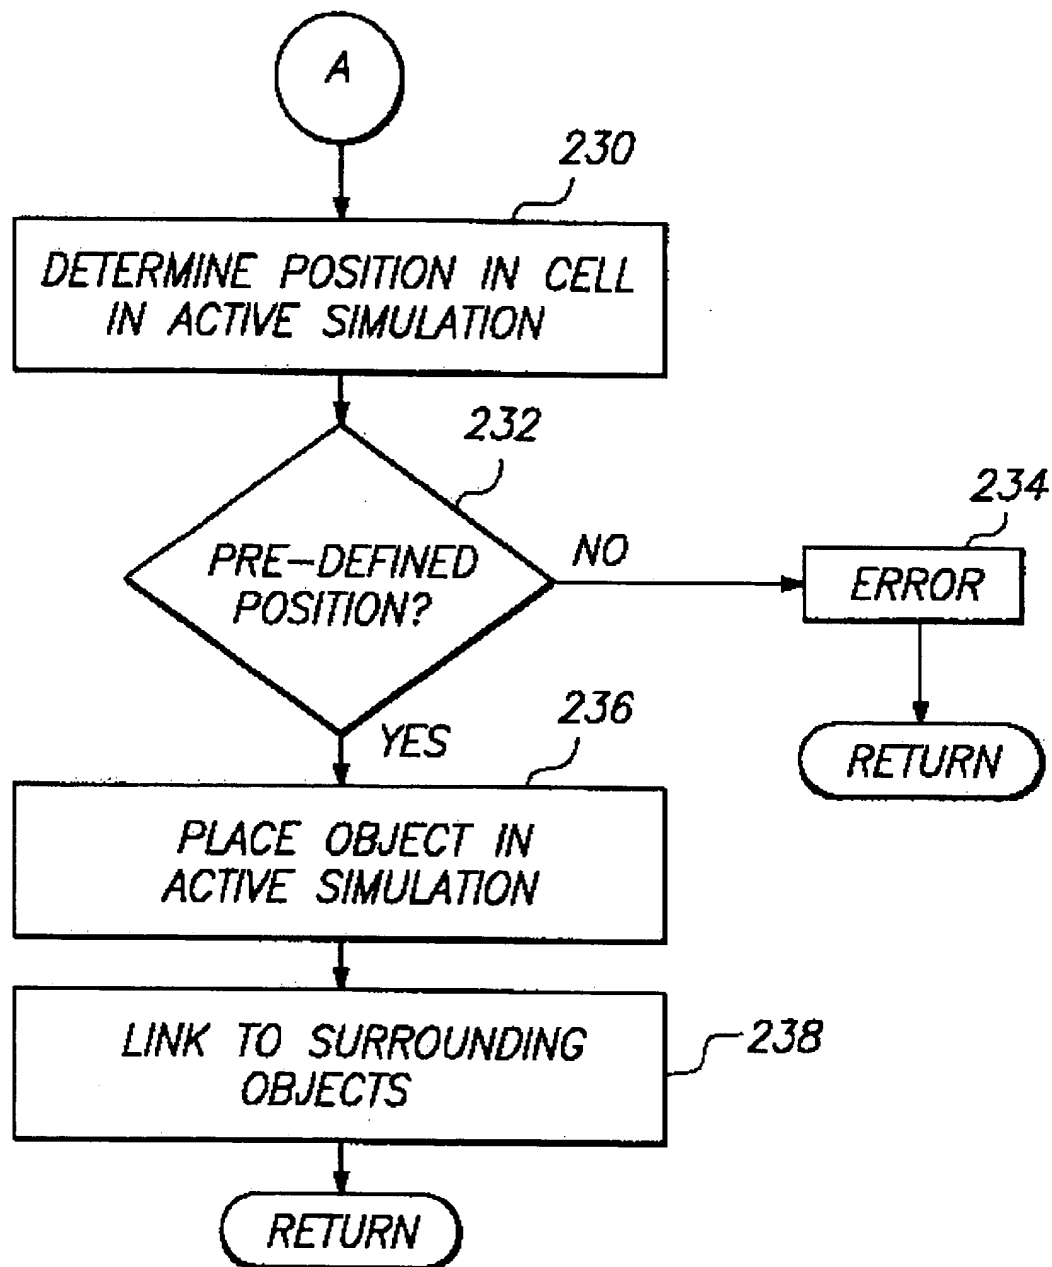 A
230
DETERMINE POSITION IN CELL
IN ACTIVE SIMULATION
232
PRE-DEFINED
POSITION?
NO
234
ERROR
RETURN
YES
236
PLACE OBJECT IN
ACTIVE SIMULATION
LINK TO SURROUNDING
OBJECTS
238
RETURN